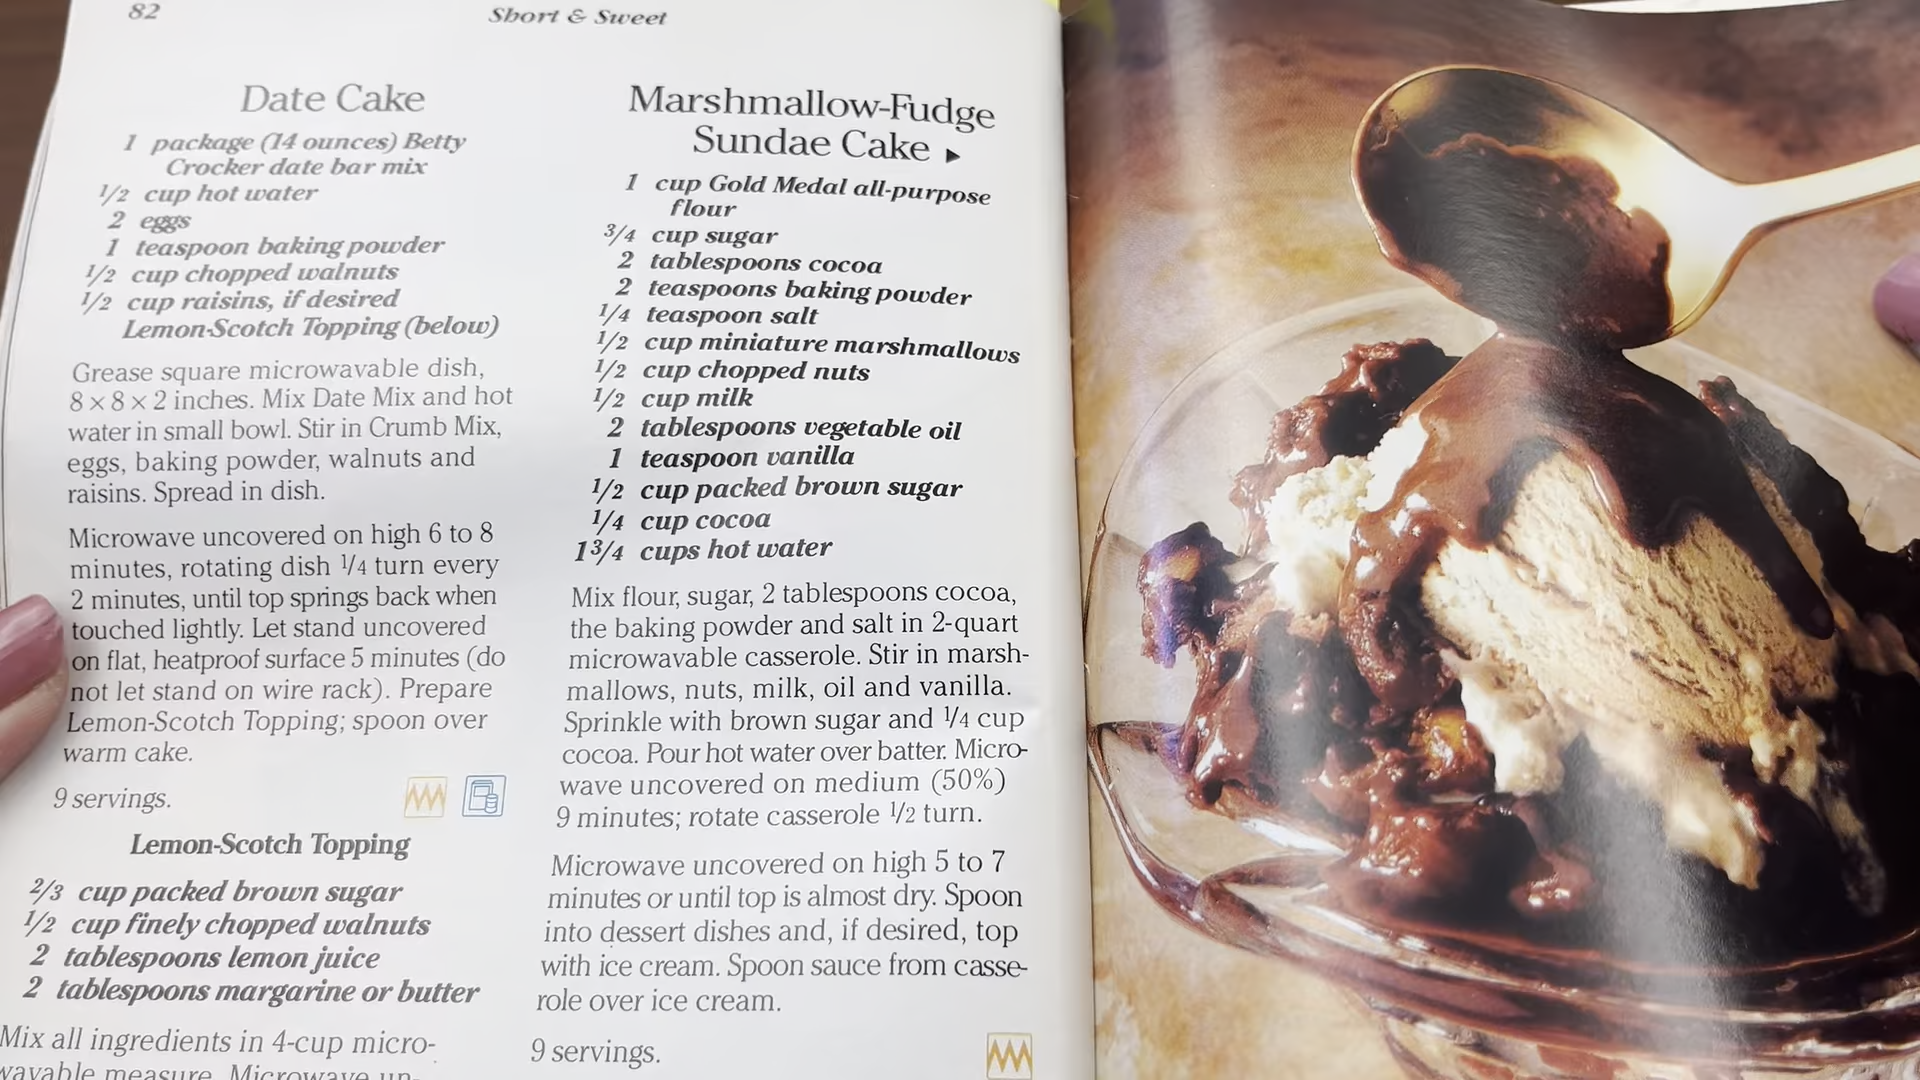 82
Short & Sweet
Date Cake
1 package (14 ounces) Betty
Crocker date bar mix
1/2 cup hot water
2 eggs
1 teaspoon baking powder
1/2 cup chopped walnuts
1/2 cup raisins, if desired
Lemon-Scotch Topping (below)
Grease square microwavable dish,
8 × 8 × 2 inches. Mix Date Mix and hot
water in small bowl. Stir in Crumb Mix,
eggs, baking powder, walnuts and
raisins. Spread in dish.
Microwave uncovered on high 6 to 8
minutes, rotating dish 1/4 turn every
2 minutes, until top springs back when
touched lightly. Let stand uncovered
on flat, heatproof surface 5 minutes (do
not let stand on wire rack). Prepare
Lemon-Scotch Topping; spoon over
warm cake.
9 servings.
Lemon-Scotch Topping
2/3 cup packed brown sugar
1/2 cup finely chopped walnuts
2 tablespoons lemon juice
2 tablespoons margarine or butter
Mix all ingredients in 4-cup micro-
wavable measure. Microwave un-
Marshmallow-Fudge
Sundae Cake ▶
1 cup Gold Medal all-purpose
flour
3/4 cup sugar
2 tablespoons cocoa
2 teaspoons baking powder
1/4 teaspoon salt
1/2 cup miniature marshmallows
1/2 cup chopped nuts
1/2 cup milk
2 tablespoons vegetable oil
1 teaspoon vanilla
1/2 cup packed brown sugar
1/4 cup cocoa
1 3/4 cups hot water
Mix flour, sugar, 2 tablespoons cocoa,
the baking powder and salt in 2-quart
microwavable casserole. Stir in marsh-
mallows, nuts, milk, oil and vanilla.
Sprinkle with brown sugar and 1/4 cup
cocoa. Pour hot water over batter. Micro-
wave uncovered on medium (50%)
9 minutes; rotate casserole 1/2 turn.
Microwave uncovered on high 5 to 7
minutes or until top is almost dry. Spoon
into dessert dishes and, if desired, top
with ice cream. Spoon sauce from casse-
role over ice cream.
9 servings.